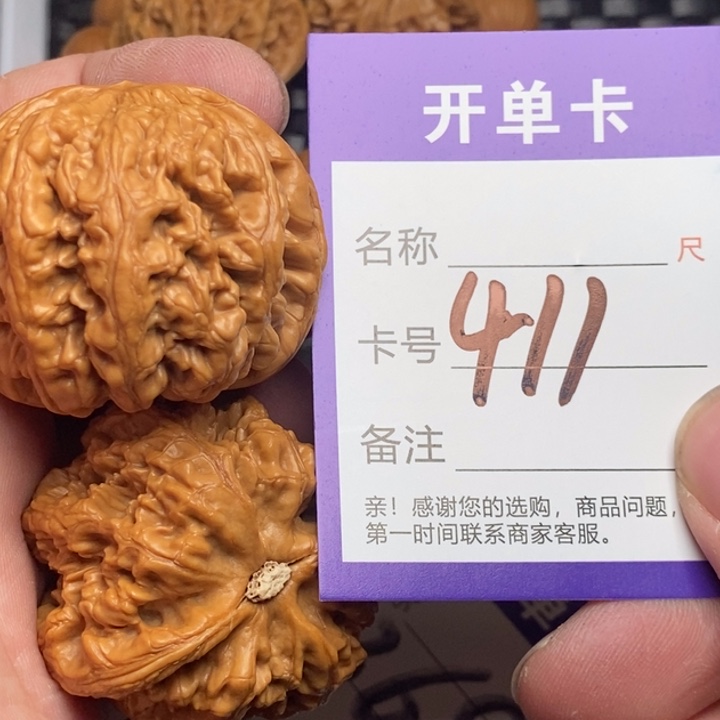 开单卡
名称 尺
卡号 411
备注
亲！感谢您的选购，商品问题，
第一时间联系商家客服。